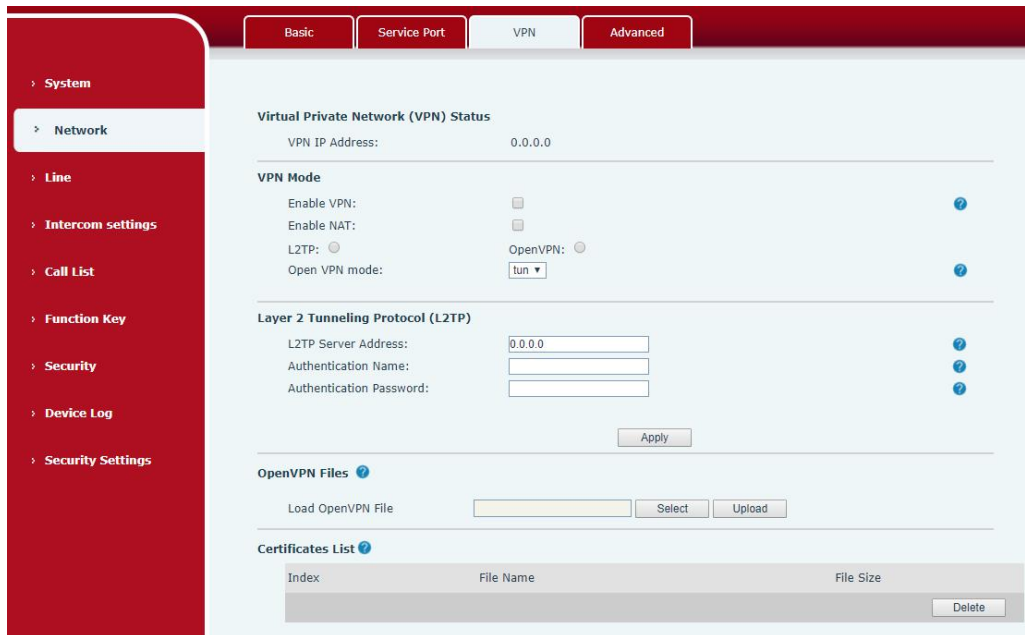 Basic
Service Port
VPN
Advanced
System
Network
Line
Intercom settings
Call List
Function Key
Security
Device Log
Security Settings
Virtual Private Network (VPN) Status
VPN IP Address: 0.0.0.0
VPN Mode
Enable VPN:
Enable NAT:
L2TP: OpenVPN:
Open VPN mode: tun
Layer 2 Tunneling Protocol (L2TP)
L2TP Server Address: 0.0.0.0
Authentication Name:
Authentication Password:
Apply
OpenVPN Files
Load OpenVPN File Select Upload
Certificates List
Index File Name File Size
Delete